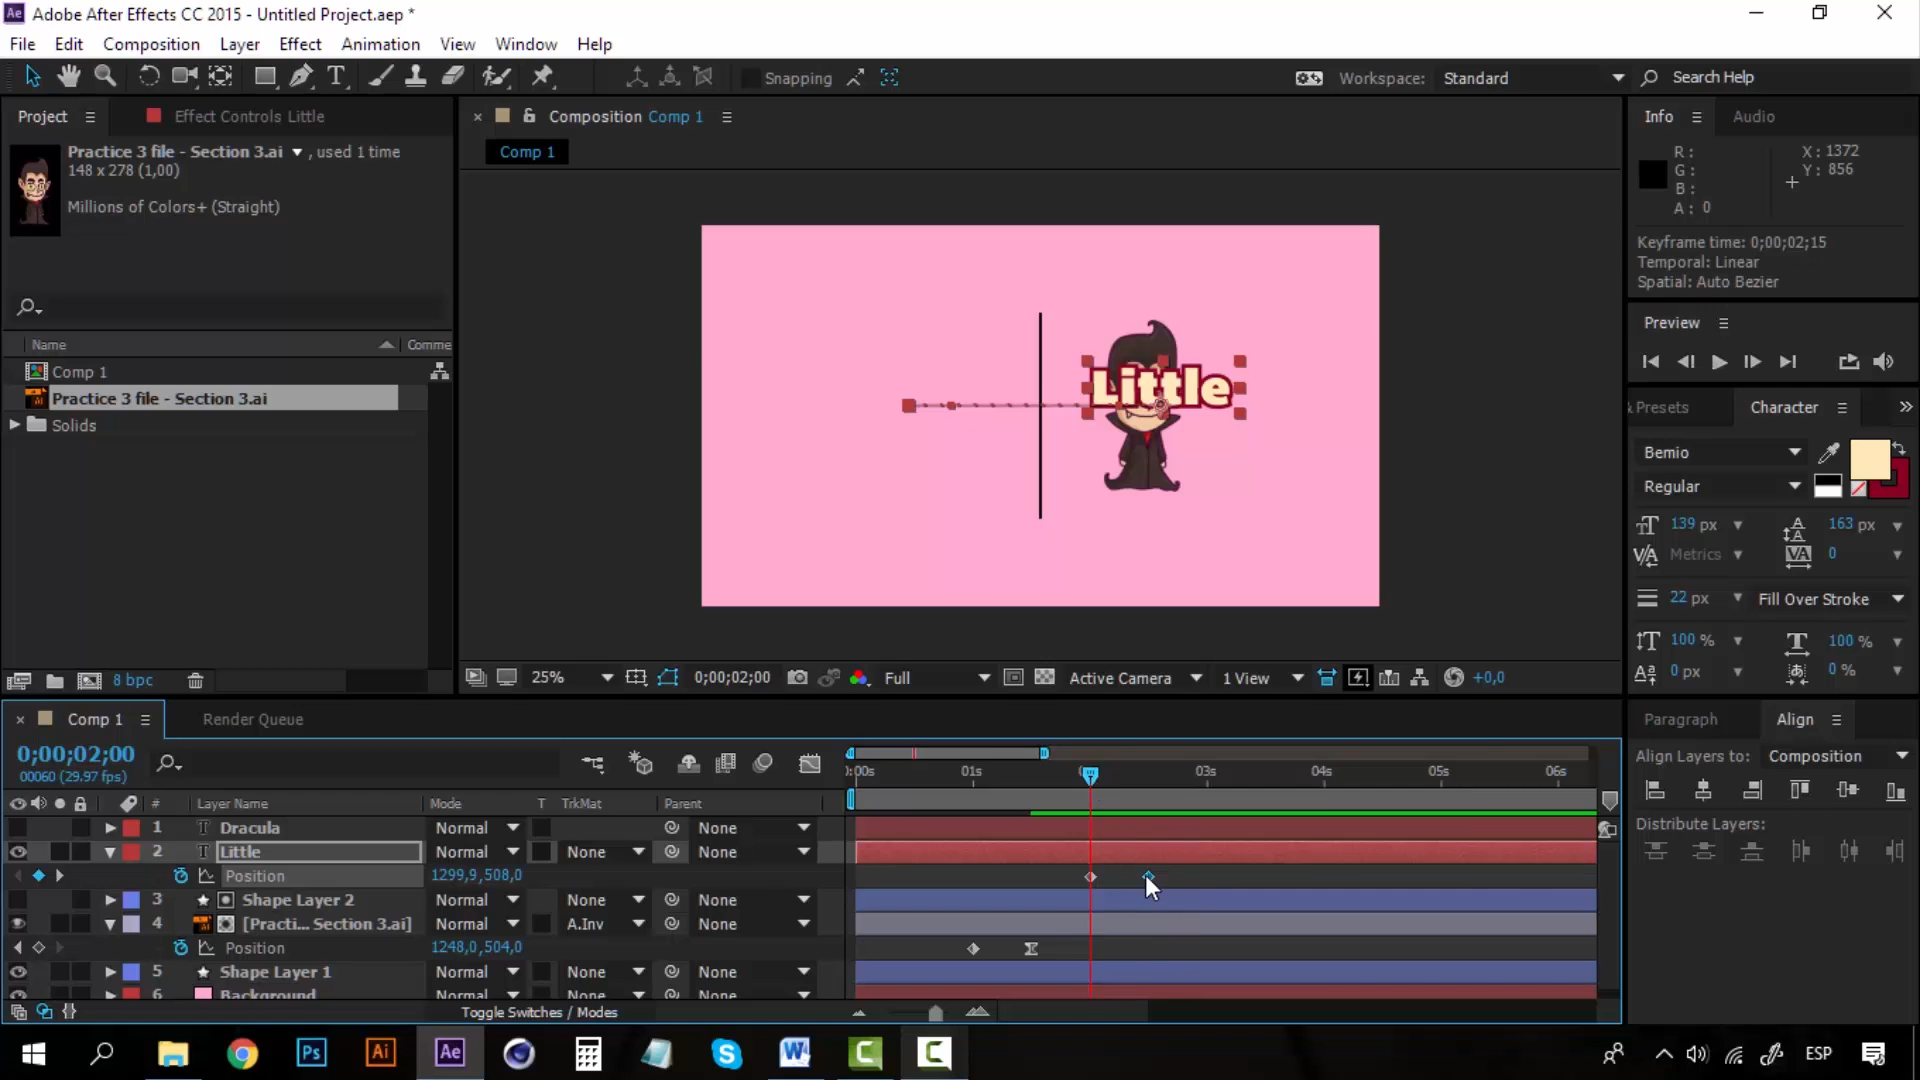 Ae Adobe After Effects CC 2015 - Untitled Project.aep *
File Edit Composition Layer Effect Animation View Window Help
Snapping Workspace: Standard Search Help
Project Effect Controls Little
Practice 3 file - Section 3.ai , used 1 time
148 x 278 (1,00)
Millions of Colors+ (Straight)
Name Comme
Comp 1
Practice 3 file - Section 3.ai
Solids
8 bpc
Composition Comp 1
Comp 1
Little
25% 0;00;02;00 Full Active Camera 1 View +0,0
Info Audio
R: X: 1372
G: Y: 856
B:
A: 0
Keyframe time: 0;00;02;15
Temporal: Linear
Spatial: Auto Bezier
Preview
& Presets Character
Bemio
Regular
139 px 163 px
Metrics 0
22 px Fill Over Stroke
100 % 100 %
0 px 0 %
Paragraph Align
Align Layers to: Composition
Distribute Layers:
Comp 1 Render Queue
0;00;02;00
00060 (29.97 fps)
:00s 01s 03s 04s 05s 06s
# Layer Name Mode T TrkMat Parent
1 T Dracula Normal None
2 T Little Normal None None
Position 1299,9,508,0
3 Shape Layer 2 Normal None None
4 [Practi... Section 3.ai] Normal A.Inv None
Position 1248,0,504,0
5 Shape Layer 1 Normal None None
6 Background Normal None None
Toggle Switches / Modes
Ps Ai Ae ESP